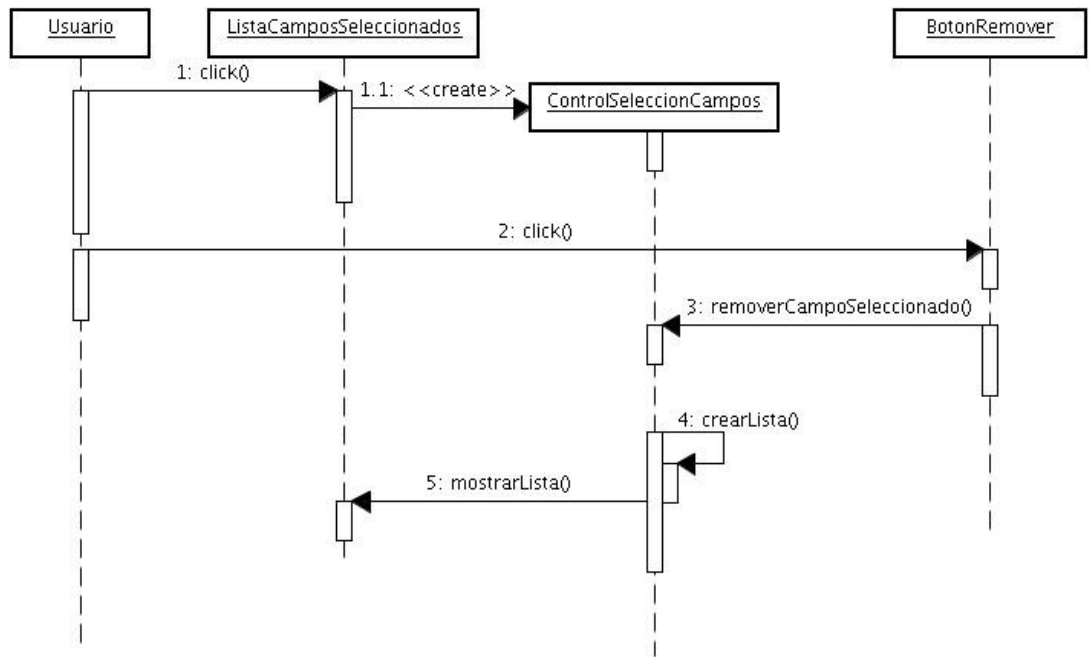 Usuario
ListaCamposSeleccionados
BotonRemover
1: click()
1.1: <<create>>
ControlSeleccionCampos
2: click()
3: removerCampoSeleccionado()
4: crearLista()
5: mostrarLista()